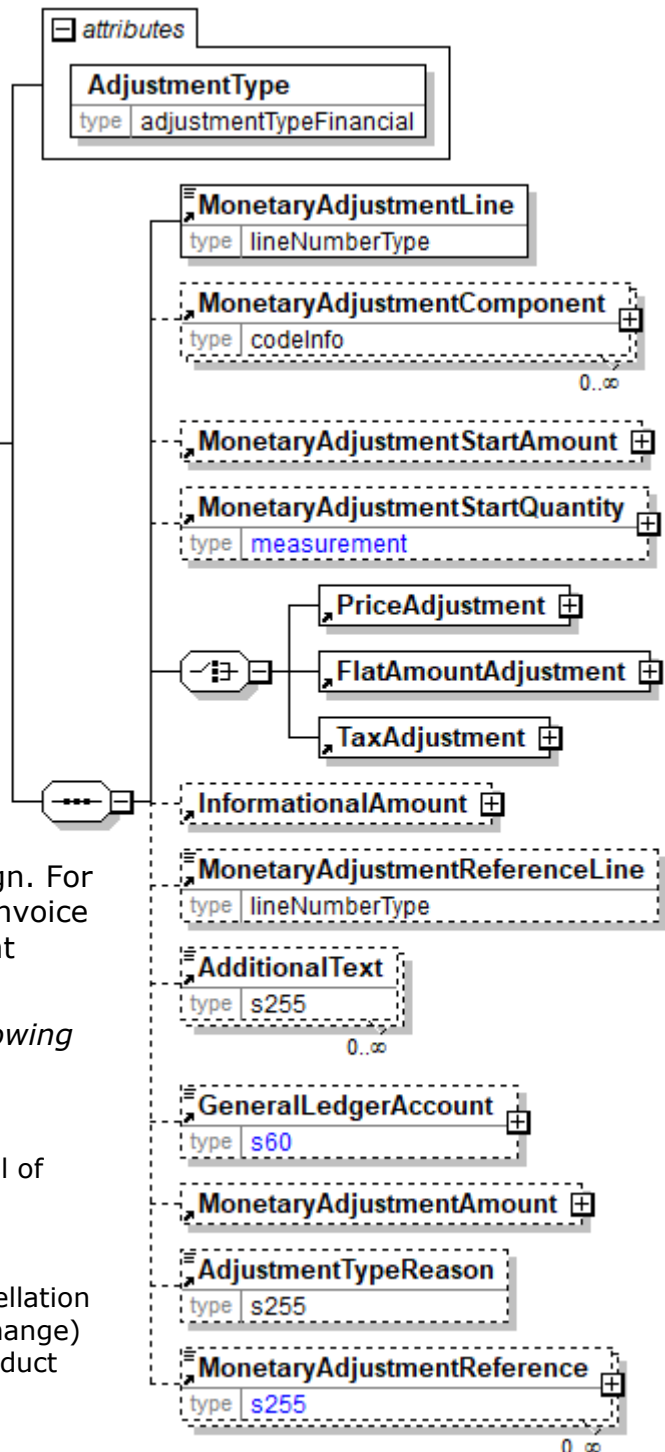 attributes
AdjustmentType
type adjustmentTypeFinancial
MonetaryAdjustmentLine
type lineNumberType
MonetaryAdjustmentComponent
type codeInfo
0..∞
MonetaryAdjustmentStartAmount
MonetaryAdjustmentStartQuantity
type measurement
PriceAdjustment
FlatAmountAdjustment
TaxAdjustment
InformationalAmount
MonetaryAdjustmentReferenceLine
type lineNumberType
AdditionalText
type s255
0..∞
GeneralLedgerAccount
type s60
MonetaryAdjustmentAmount
AdjustmentTypeReason
type s255
MonetaryAdjustmentReference
type s255
0..∞
gn. For
nvoice
t
owing
l of
ellation
hange)
duct